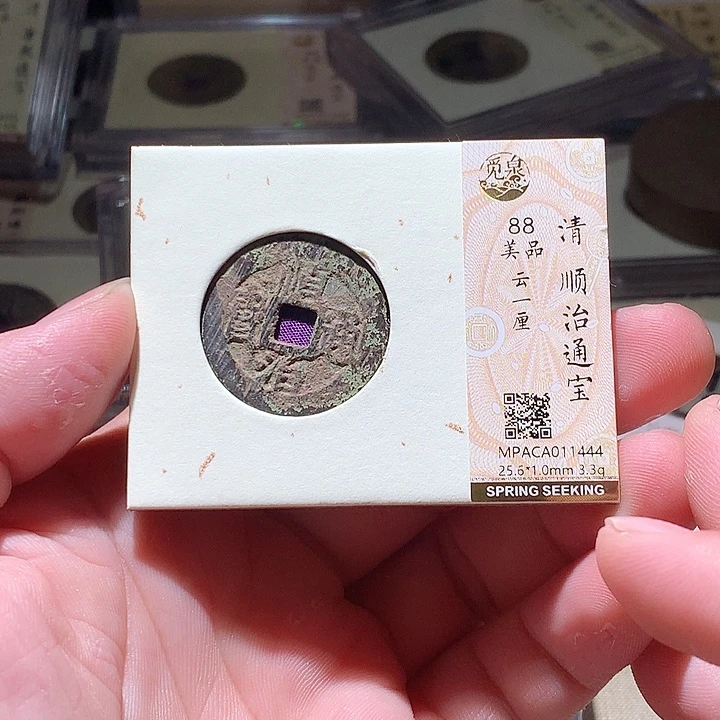 觅泉
清顺治通宝
88
美品
云一厘
MPACA011444
25.6*1.0mm 3.3g
SPRING SEEKING